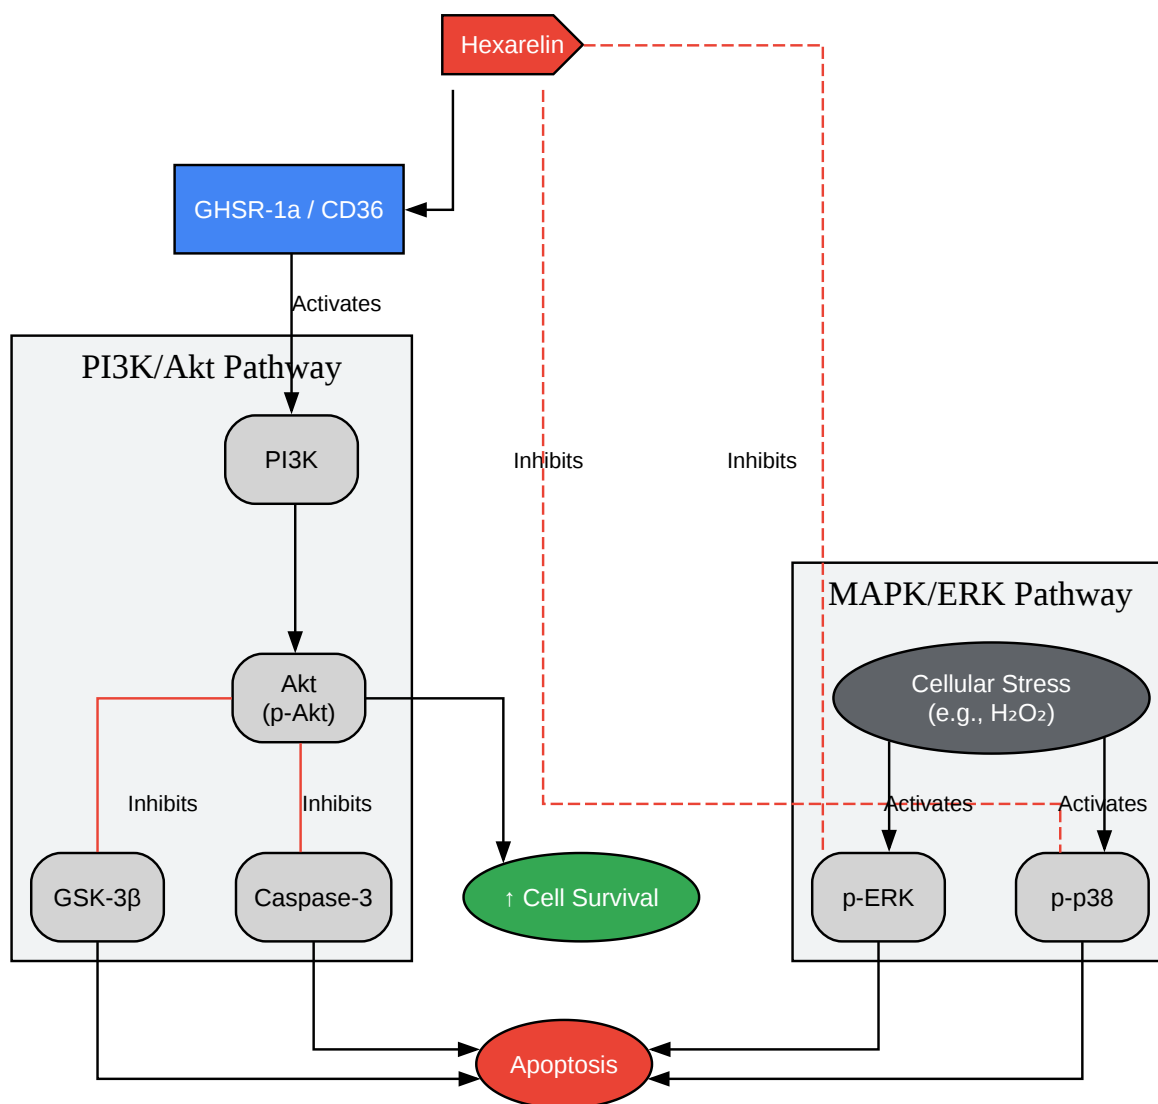 Hexarelin
GHSR-1a / CD36
Activates
PI3K/Akt Pathway
PI3K
Inhibits
Inhibits
MAPK/ERK Pathway
Cellular Stress
(e.g., H₂O₂)
Akt
(p-Akt)
Inhibits
Inhibits
Activates
Activates
GSK-3β
Caspase-3
↑ Cell Survival
p-ERK
p-p38
Apoptosis